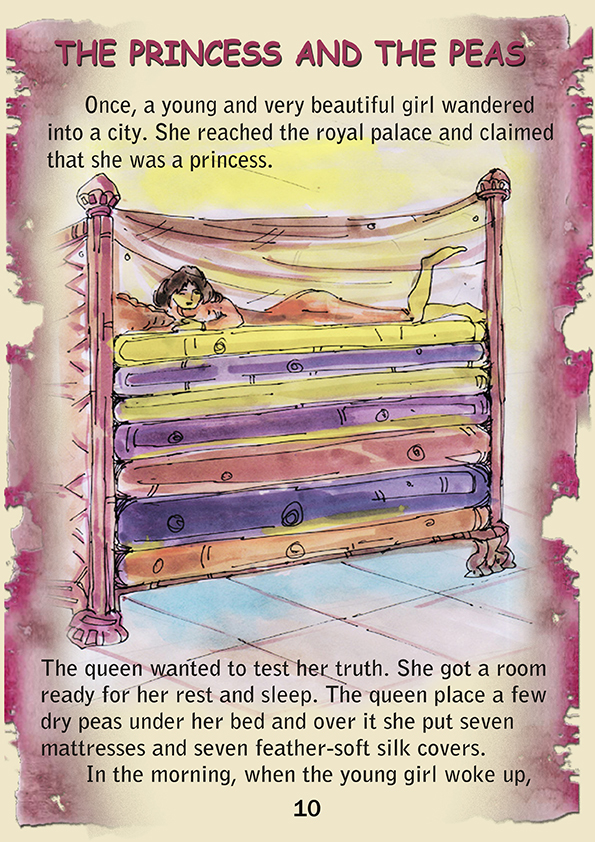 THE PRINCESS AND THE PEAS
Once, a young and very beautiful girl wandered
into a city. She reached the royal palace and claimed
that she was a princess.
The queen wanted to test her truth. She got a room
ready for her rest and sleep. The queen place a few
dry peas under her bed and over it she put seven
mattresses and seven feather-soft silk covers.
In the morning, when the young girl woke up,
10